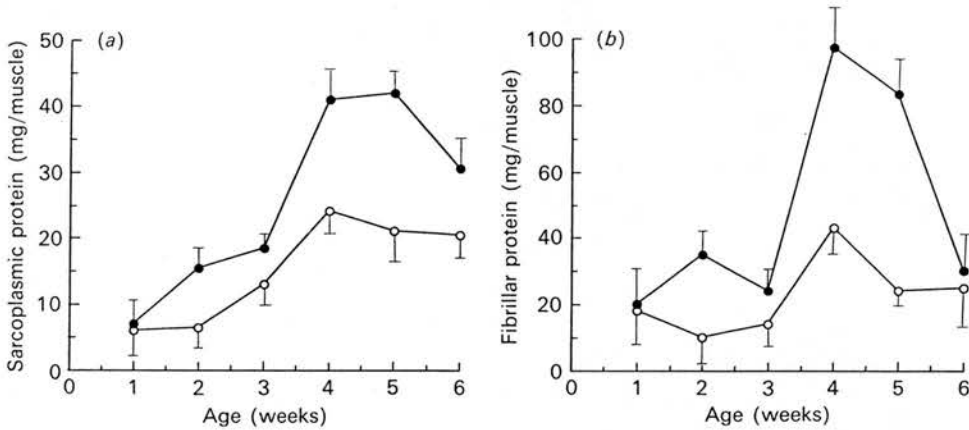 (a)
Sarcoplasmic protein (mg/muscle)
50
40
30
20
10
0
0 1 2 3 4 5 6
Age (weeks)
(b)
Fibrillar protein (mg/muscle)
100
80
60
40
20
0
0 1 2 3 4 5 6
Age (weeks)